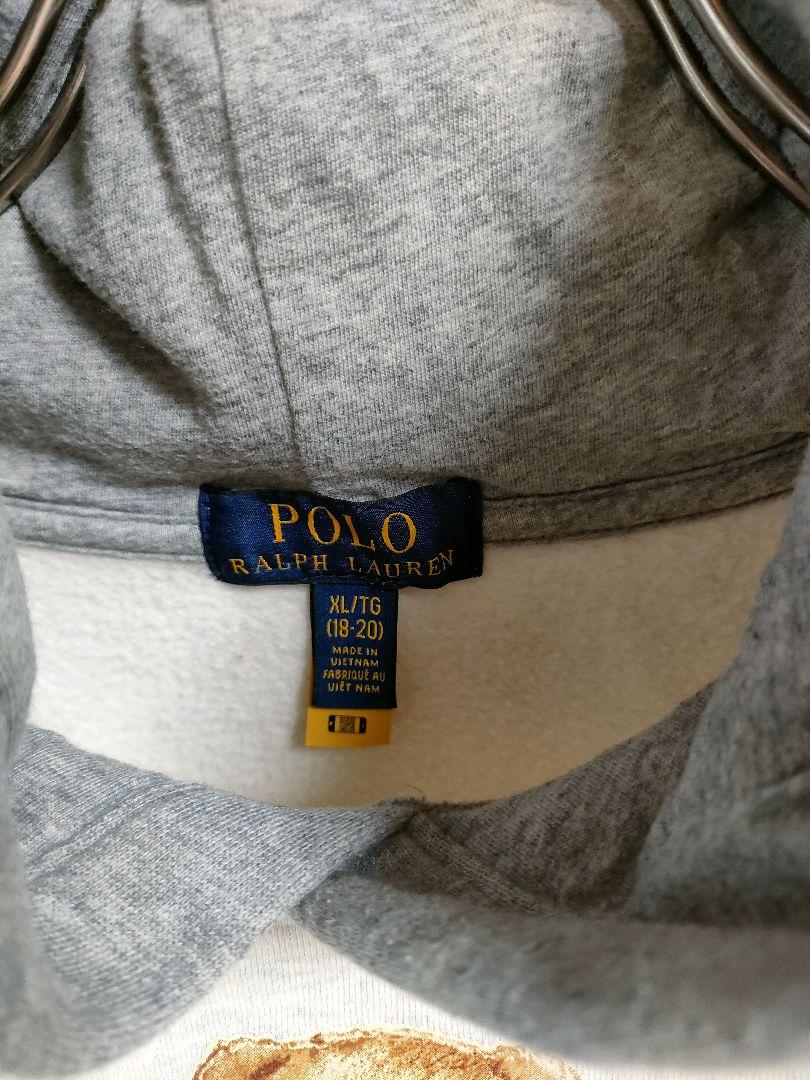 POLO
RALPH LAUREN
XL/TG
(18-20)
MADE IN
VIETNAM
FABRIQUÉ AU
VIÊT NAM